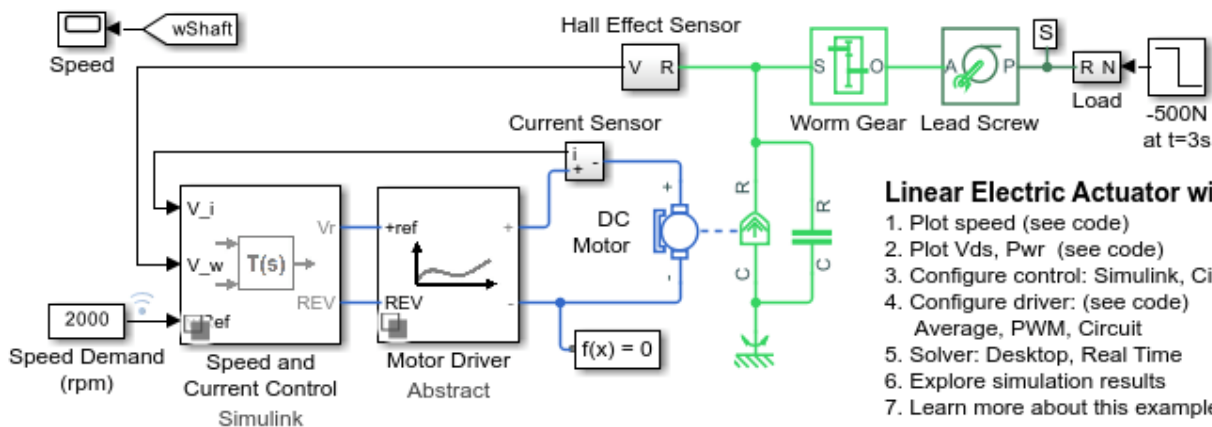 wShaft
Speed
Hall Effect Sensor
V R
S O
Worm Gear
A P
Lead Screw
S
R N
Load
-500N
at t=3s
Current Sensor
i
+ -
V_i
V_w
T(s)
Vr
REV
Ref
2000
Speed Demand
(rpm)
Speed and
Current Control
Simulink
+ref
REV
+
-
Motor Driver
Abstract
f(x) = 0
+
DC
Motor
-
R
C
R
C
Linear Electric Actuator
1. Plot speed (see code)
2. Plot Vds, Pwr (see code)
3. Configure control: Simulink,
4. Configure driver: (see code)
Average, PWM, Circuit
5. Solver: Desktop, Real Time
6. Explore simulation results
7. Learn more about this example